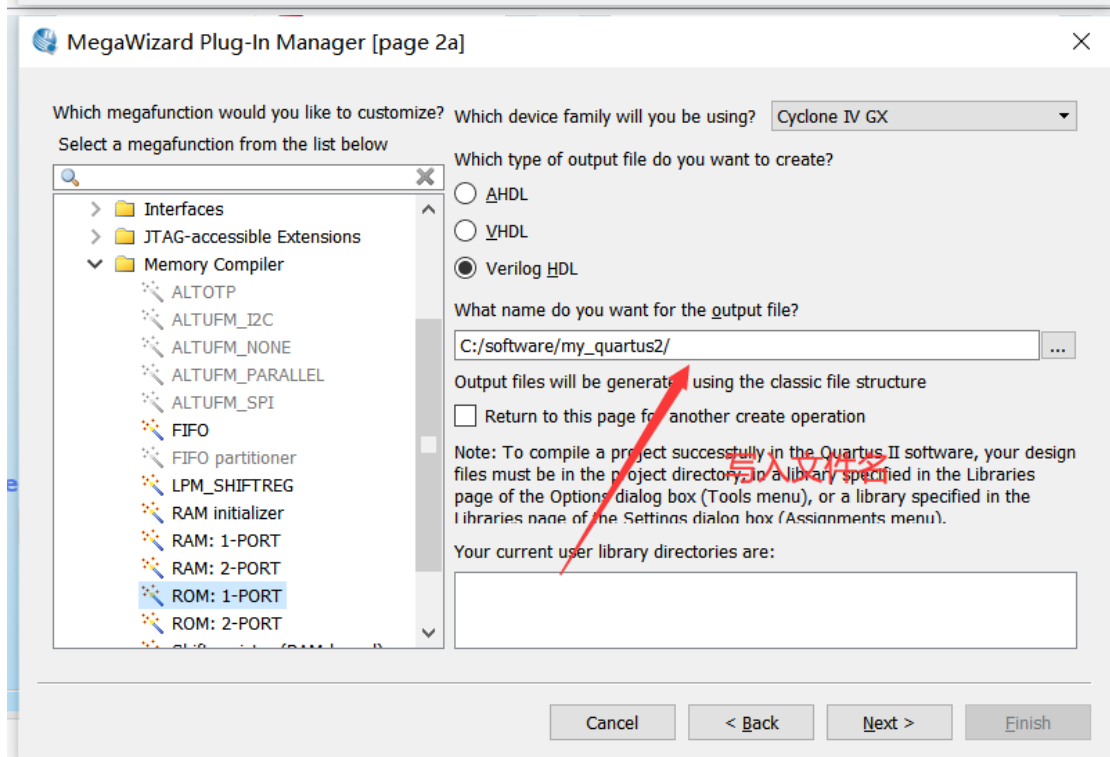 MegaWizard Plug-In Manager [page 2a]
Which megafunction would you like to customize?
Select a megafunction from the list below
Interfaces
JTAG-accessible Extensions
Memory Compiler
ALTOTP
ALTUFM_I2C
ALTUFM_NONE
ALTUFM_PARALLEL
ALTUFM_SPI
FIFO
FIFO partitioner
LPM_SHIFTREG
RAM initializer
RAM: 1-PORT
RAM: 2-PORT
ROM: 1-PORT
ROM: 2-PORT
Which device family will you be using?
Cyclone IV GX
Which type of output file do you want to create?
AHDL
VHDL
Verilog HDL
What name do you want for the output file?
C:/software/my_quartus2/
...
Output files will be generated using the classic file structure
Return to this page for another create operation
Note: To compile a project successfully in the Quartus II software, your design
files must be in the project directory, in a library specified in the Libraries
page of the Options dialog box (Tools menu), or a library specified in the
Libraries page of the Settings dialog box (Assignments menu).
写入文件名
Your current user library directories are:
Cancel
< Back
Next >
Finish